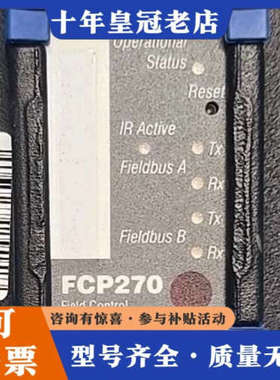 十年皇冠老店
Operational
Status
Reset
IR Active
Fieldbus A
Tx
Rx
Tx
Fieldbus B
Rx
FCP270
Field Control
咨询有惊喜·参与补贴活动
票
型号齐全·质量无